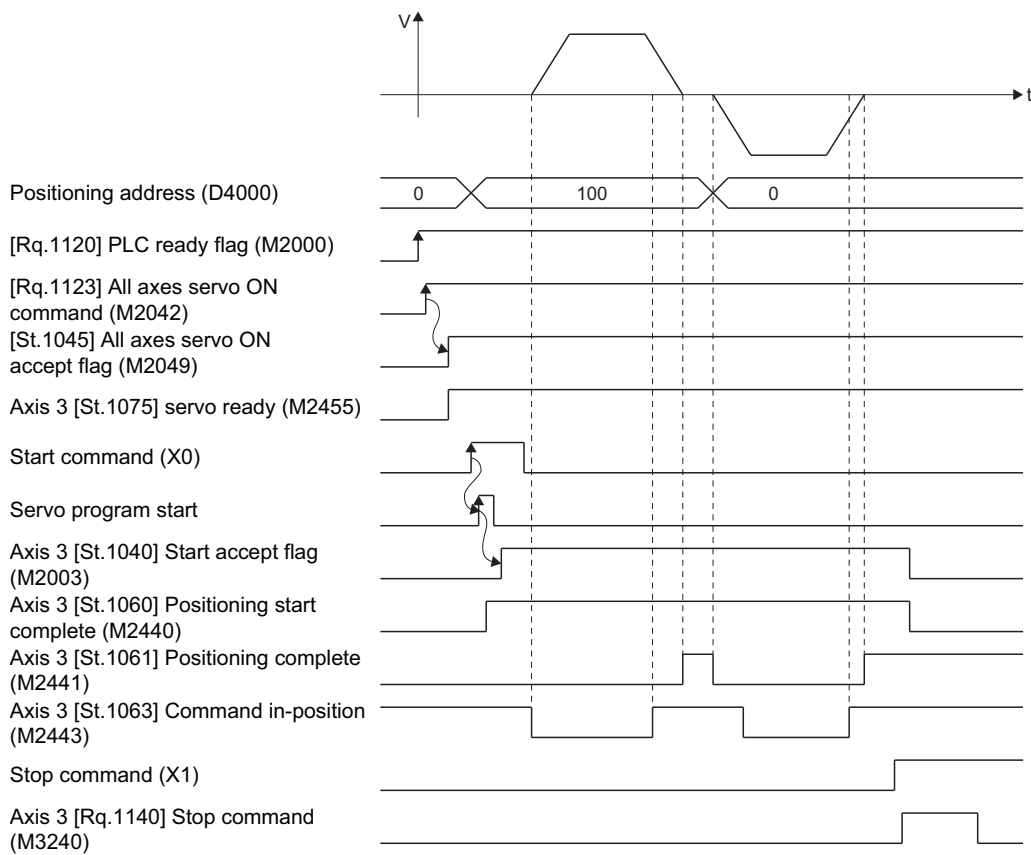 V
t
Positioning address (D4000)
0
100
0
[Rq.1120] PLC ready flag (M2000)
[Rq.1123] All axes servo ON
command (M2042)
[St.1045] All axes servo ON
accept flag (M2049)
Axis 3 [St.1075] servo ready (M2455)
Start command (X0)
Servo program start
Axis 3 [St.1040] Start accept flag
(M2003)
Axis 3 [St.1060] Positioning start
complete (M2440)
Axis 3 [St.1061] Positioning complete
(M2441)
Axis 3 [St.1063] Command in-position
(M2443)
Stop command (X1)
Axis 3 [Rq.1140] Stop command
(M3240)